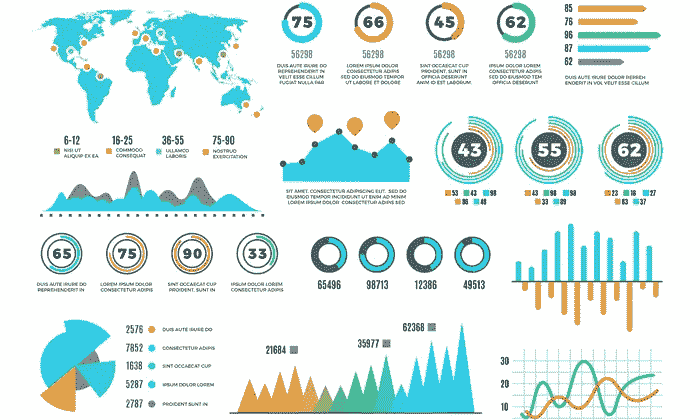 75
66
45
62
56298
56298
56298
56298
DUIS AUTE IRURE DO IN
REPREHENDERIT IN
VELIT ESSE CILLUM
FUGIAT NULLA PAR
LOREM IPSUM DOLOR
CONSECTETUR ADIPIS
SED DO EIUSMOD TEMPOR
UT LABORE ET DOLORE
SINT OCCAECAT CUP
PROIDENT, SUNT IN
OFFICIA DESERUNT
ANIM ID EST LABORUM.
LOREM IPSUM DOLOR
CONSECTETUR ADIPIS
SED DO EIUSMOD TEM
OFFICIA DESERUNT
85
76
96
87
62
DUIS AUTE IRURE DOLOR REPREH
ENDERIT IN VOL VELIT ESSE CILLUM
6-12
NISI UT
ALIQUIP EX EA
16-25
COMMODO
CONSEQUAT
36-55
ULLAMCO
LABORIS
75-90
NOSTRUD
EXERCITATION
SIT AMET, CONSECTETUR ADIPISCING ELIT. SED DO
EIUSMOD TEMPOR INCIDIDUNT UT ENIM AD MINIM
LOREM IPSUM DOLOR CONSECTETUR ADIPIS SED
43
53 43 98
86 48
55
43 96 98
33 89
62
23 16 27
63 37
65
75
90
33
DUIS AUTE IRURE DO
REPREHENDERIT IN
LOREM IPSUM DOLOR
CONSECTETUR ADIPIS
SINT OCCAECAT CUP
PROIDENT, SUNT IN
IPSUM DOLOR LOREM
CONSECTETUR ADIPIS
65496
98713
12386
49513
2576 DUIS AUTE IRURE DO
7852 CONSECTETUR ADIPIS
1638 SINT OCCAECAT CUP
5287 IPSUM DOLOR LOREM
2787 PROIDENT SUNT IN
21684
35977
62368
30
20
10